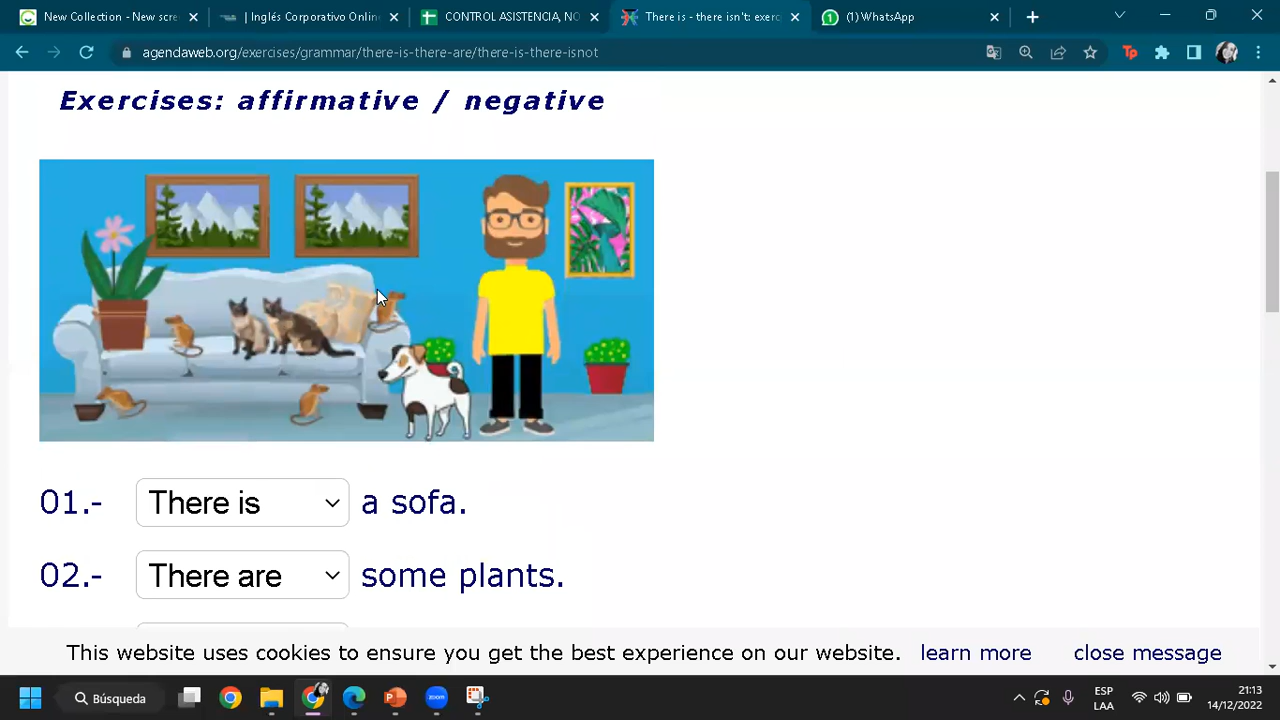 New Collection - New scre
| Inglés Corporativo Online
CONTROL ASISTENCIA, NO
There is - there isn't: exerc
(1) WhatsApp
agendaweb.org/exercises/grammar/there-is-there-are/there-is-there-isnot
Exercises: affirmative / negative
01.- There is a sofa.
02.- There are some plants.
This website uses cookies to ensure you get the best experience on our website. learn more close message
Búsqueda
zoom
ESP
LAA
21:13
14/12/2022